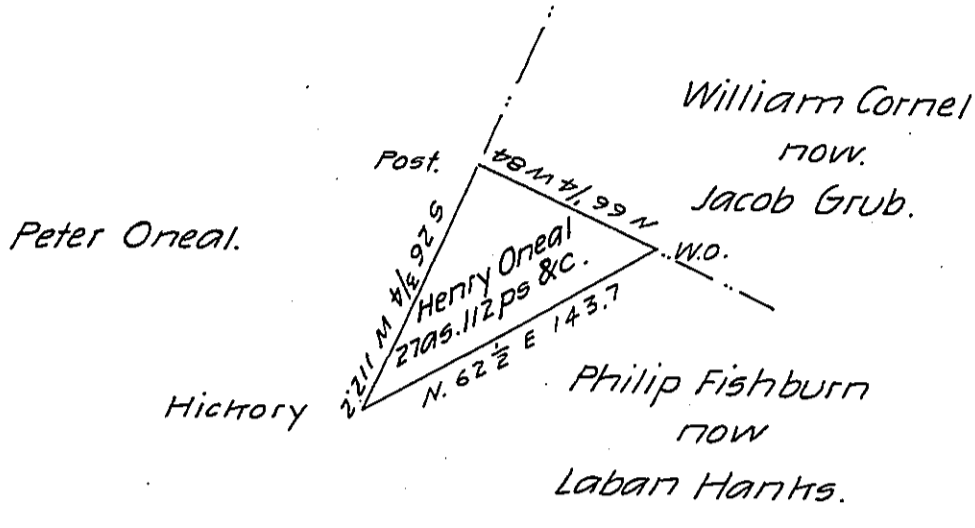 William Cornel
now.
Jacob Grub.
Post.
N 66 1/4 W 84
Peter Oneal.
S 26 3/4 W 112.2
Henry Oneal
27as.112ps &c.
W.O.
N. 62 1/2 E 143.7
Hickory
Philip Fishburn
now
Laban Hanks.